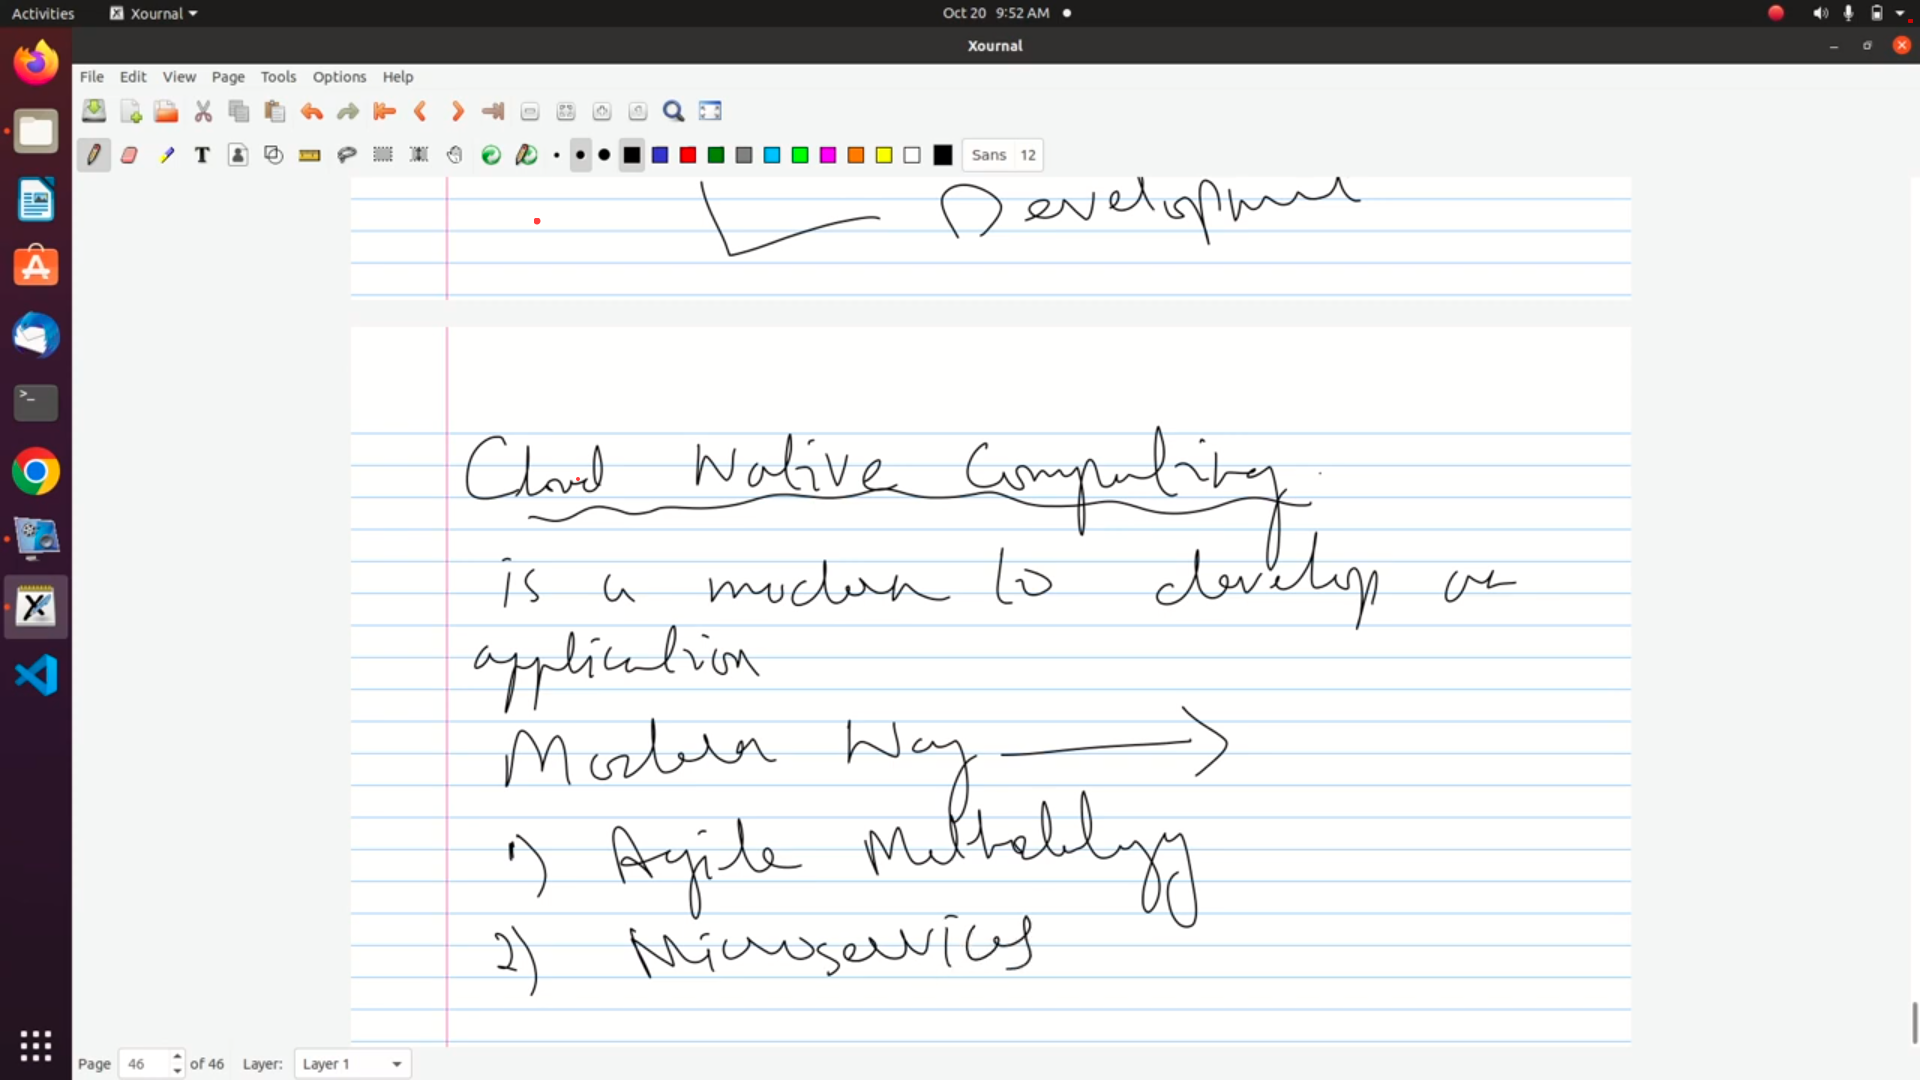 Activities Xournal Oct 20 9:52 AM
Xournal
File Edit View Page Tools Options Help
Sans 12
Development
Cloud Native Computing
is a modern to develop an
application
Modern Way
1) Agile Methodology
2) Microservices
Page 46 of 46 Layer: Layer 1